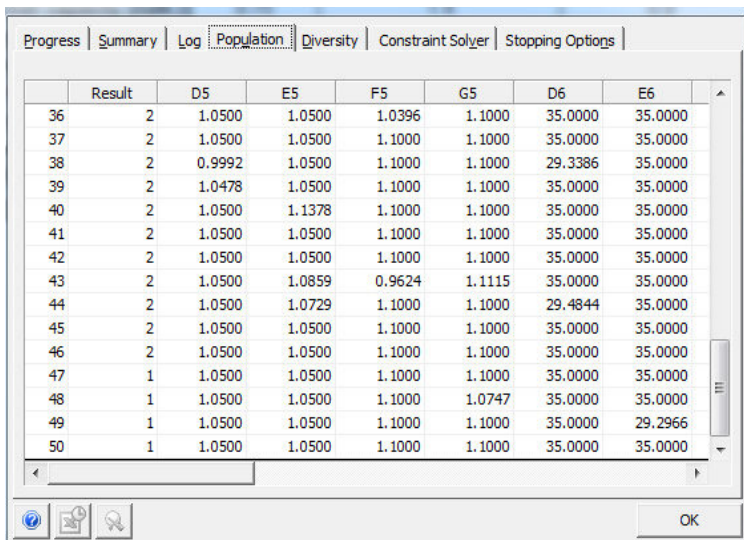 Progress Summary Log Population Diversity Constraint Solver Stopping Options
Result D5 E5 F5 G5 D6 E6
36 2 1.0500 1.0500 1.0396 1.1000 35.0000 35.0000
37 2 1.0500 1.0500 1.1000 1.1000 35.0000 35.0000
38 2 0.9992 1.0500 1.1000 1.1000 29.3386 35.0000
39 2 1.0478 1.0500 1.1000 1.1000 35.0000 35.0000
40 2 1.0500 1.1378 1.1000 1.1000 35.0000 35.0000
41 2 1.0500 1.0500 1.1000 1.1000 35.0000 35.0000
42 2 1.0500 1.0500 1.1000 1.1000 35.0000 35.0000
43 2 1.0500 1.0859 0.9624 1.1115 35.0000 35.0000
44 2 1.0500 1.0729 1.1000 1.1000 29.4844 35.0000
45 2 1.0500 1.0500 1.1000 1.1000 35.0000 35.0000
46 2 1.0500 1.0500 1.1000 1.1000 35.0000 35.0000
47 1 1.0500 1.0500 1.1000 1.1000 35.0000 35.0000
48 1 1.0500 1.0500 1.1000 1.0747 35.0000 35.0000
49 1 1.0500 1.0500 1.1000 1.1000 35.0000 29.2966
50 1 1.0500 1.0500 1.1000 1.1000 35.0000 35.0000
OK